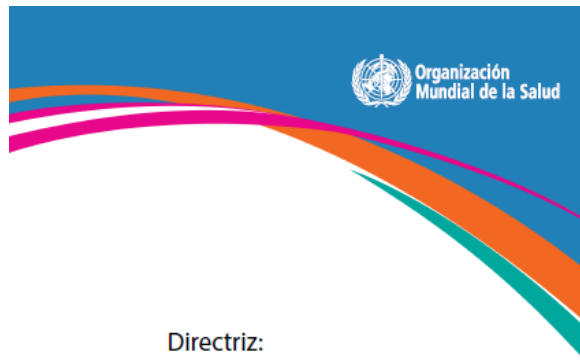 Organización
Mundial de la Salud
Directriz: